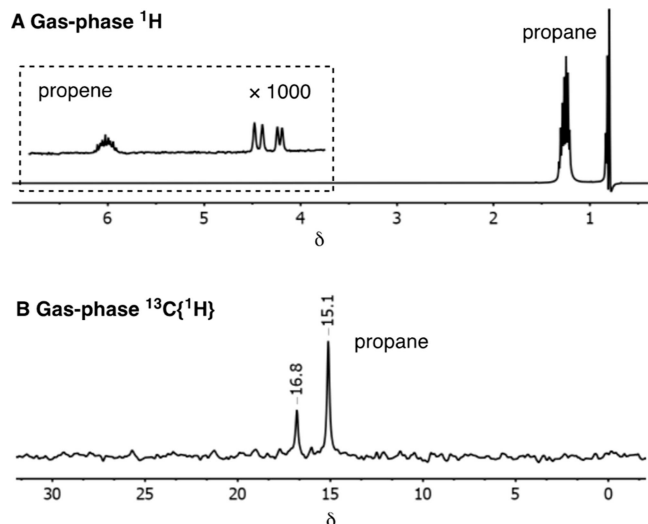 A Gas-phase ¹H
propane
propene
× 1000
6 5 4 3 2 1
δ
B Gas-phase ¹³C{¹H}
16.8
15.1
propane
30 25 20 15 10 5 0
δ